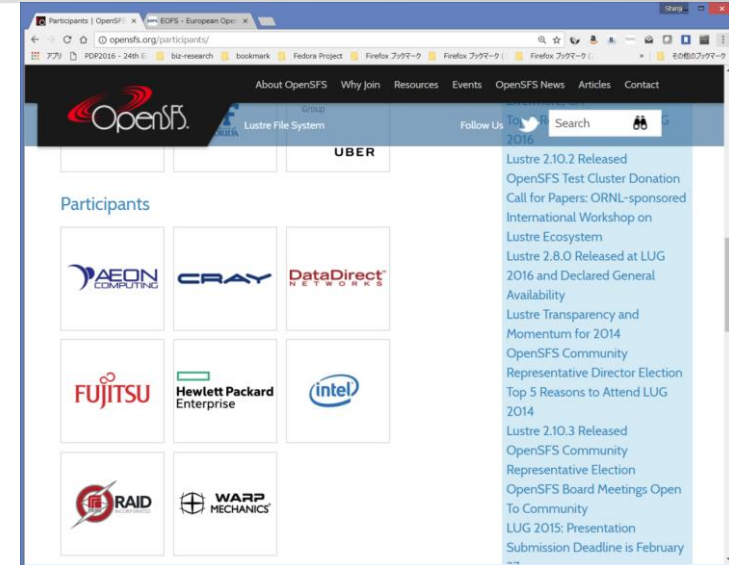 Participants | OpenSFS
EOFS - European Open
Shinji
opensfs.org/participants/
アプリ
PDP2016 - 24th E
biz-research
bookmark
Fedora Project
Firefox ブックマーク
Firefox ブックマーク (
Firefox ブックマーク (
»
その他のブックマーク
About OpenSFS
Why Join
Resources
Events
OpenSFS News
Articles
Contact
OpenSFS.
Lustre File System
Group
Follow Us
Search
UBER
Participants
AEON
COMPUTING
CRAY
DataDirect
NETWORKS
FUJITSU
Hewlett Packard
Enterprise
intel
RAID
WARP
MECHANICS
2016
Lustre 2.10.2 Released
OpenSFS Test Cluster Donation
Call for Papers: ORNL-sponsored
International Workshop on
Lustre Ecosystem
Lustre 2.8.0 Released at LUG
2016 and Declared General
Availability
Lustre Transparency and
Momentum for 2014
OpenSFS Community
Representative Director Election
Top 5 Reasons to Attend LUG
2014
Lustre 2.10.3 Released
OpenSFS Community
Representative Election
OpenSFS Board Meetings Open
To Community
LUG 2015: Presentation
Submission Deadline is February